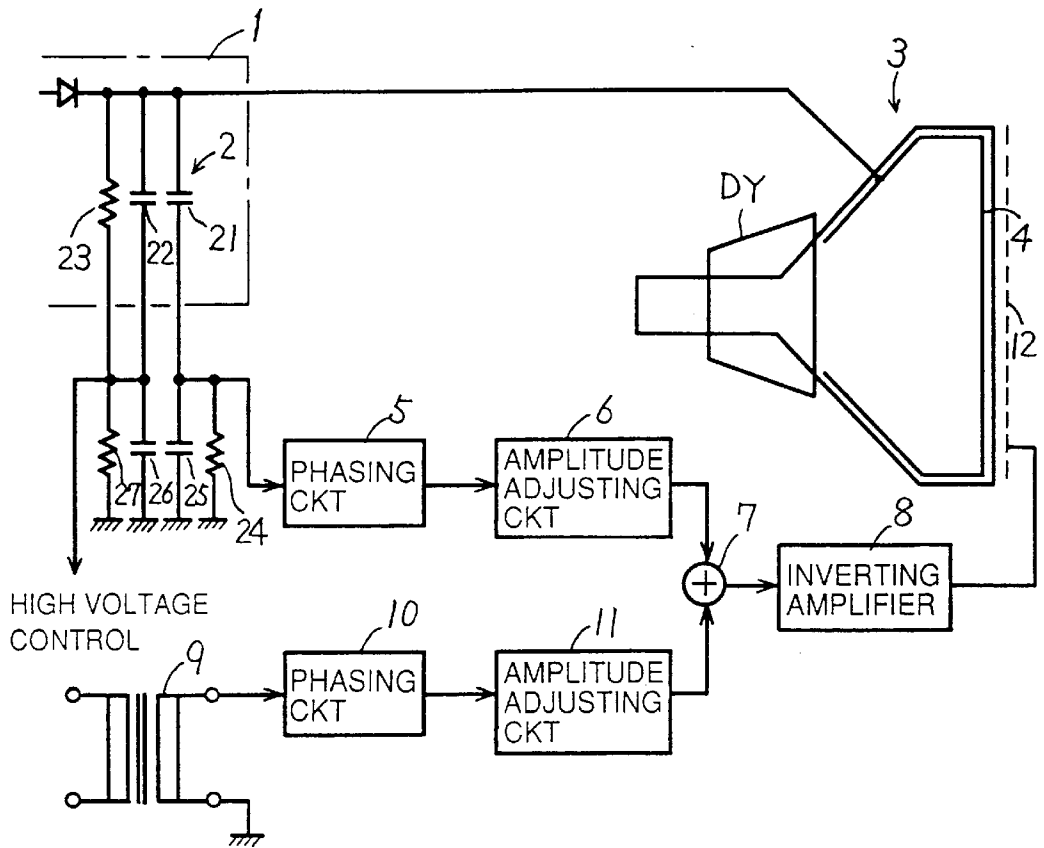 1
3
2
DY
23
22
21
4
12
5
6
PHASING
CKT
AMPLITUDE
ADJUSTING
CKT
27
26
25
24
7
8
INVERTING
AMPLIFIER
HIGH VOLTAGE
CONTROL
9
10
11
PHASING
CKT
AMPLITUDE
ADJUSTING
CKT